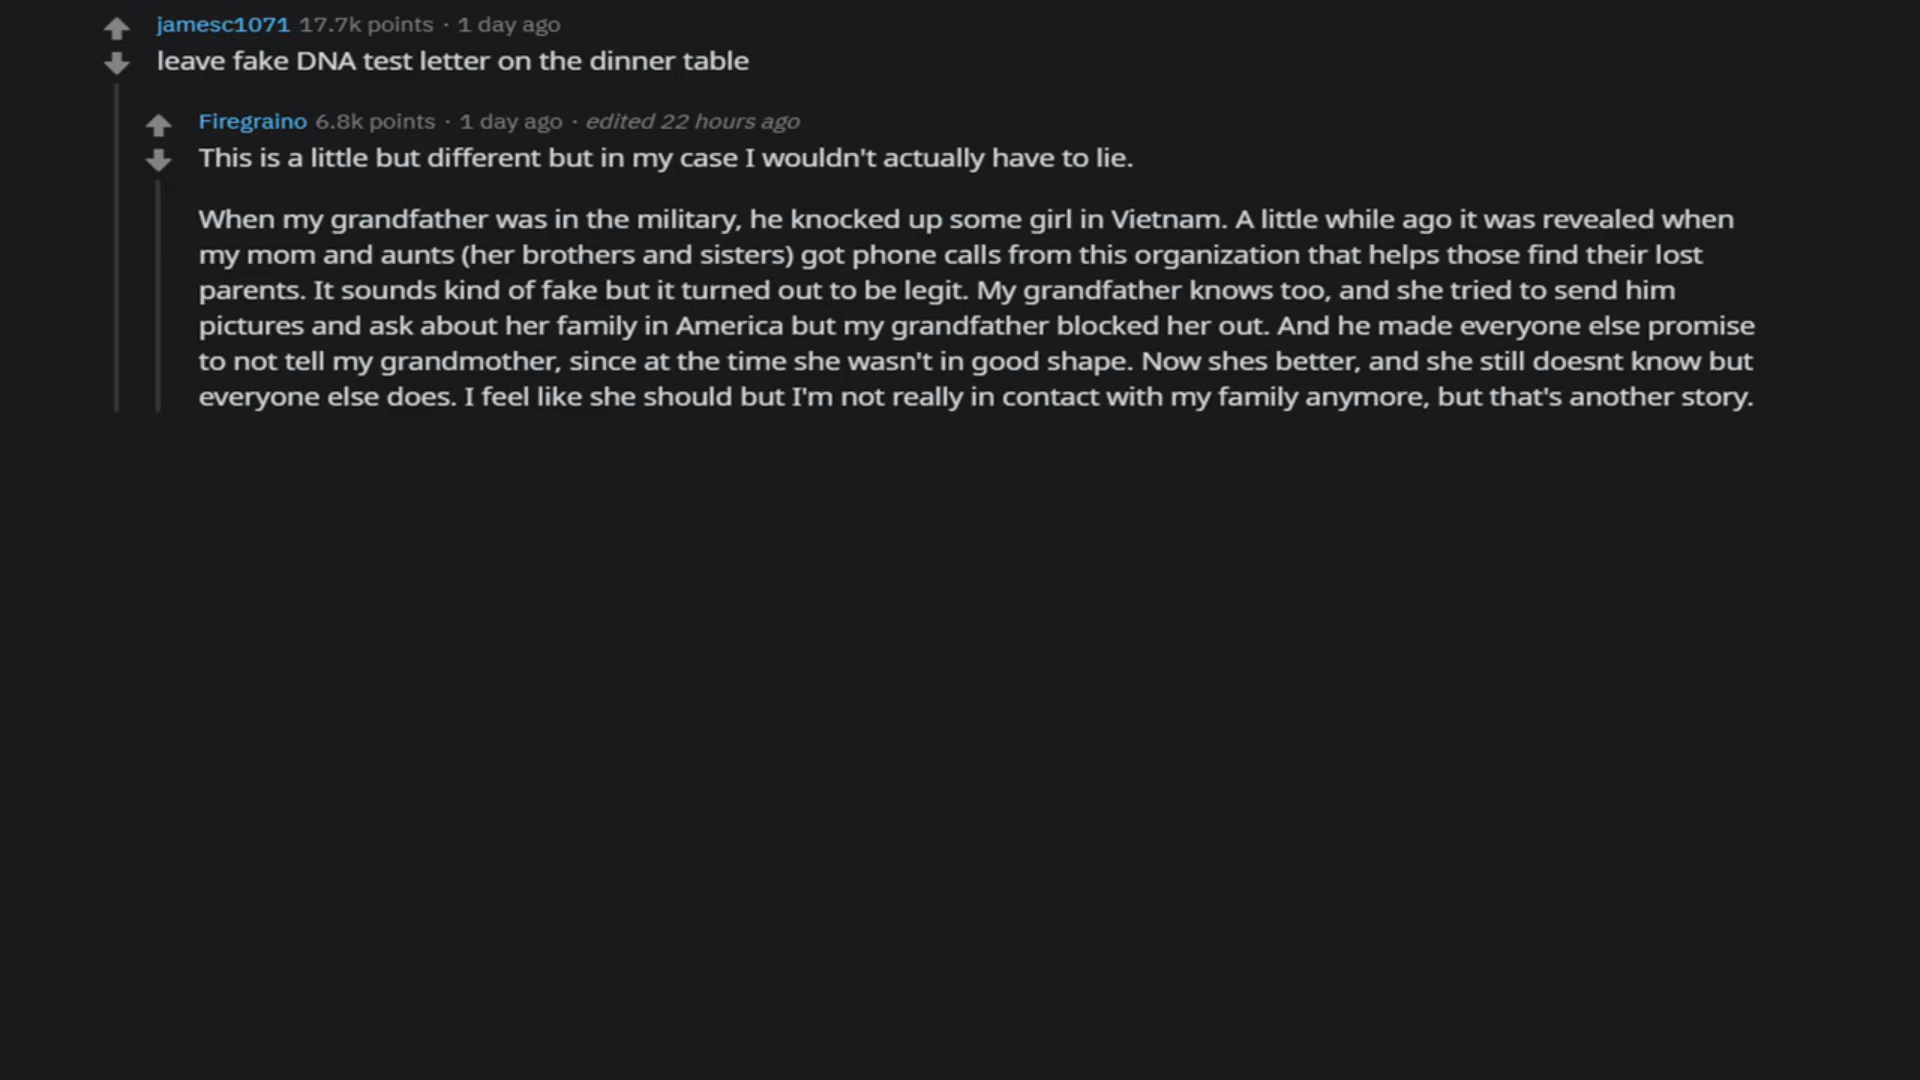 jamesc1071 17.7k points · 1 day ago
leave fake DNA test letter on the dinner table
Firegraino 6.8k points · 1 day ago · edited 22 hours ago
This is a little but different but in my case I wouldn't actually have to lie.
When my grandfather was in the military, he knocked up some girl in Vietnam. A little while ago it was revealed when
my mom and aunts (her brothers and sisters) got phone calls from this organization that helps those find their lost
parents. It sounds kind of fake but it turned out to be legit. My grandfather knows too, and she tried to send him
pictures and ask about her family in America but my grandfather blocked her out. And he made everyone else promise
to not tell my grandmother, since at the time she wasn't in good shape. Now shes better, and she still doesnt know but
everyone else does. I feel like she should but I'm not really in contact with my family anymore, but that's another story.